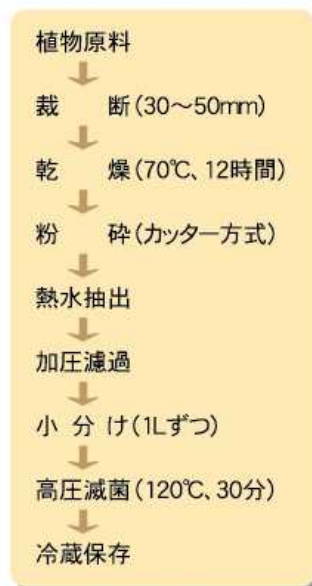 植物原料
裁　　断(30～50mm)
乾　　燥(70℃、12時間)
粉　　砕(カッター方式)
熱水抽出
加圧濾過
小 分 け(1Lずつ)
高圧滅菌(120℃、30分)
冷蔵保存